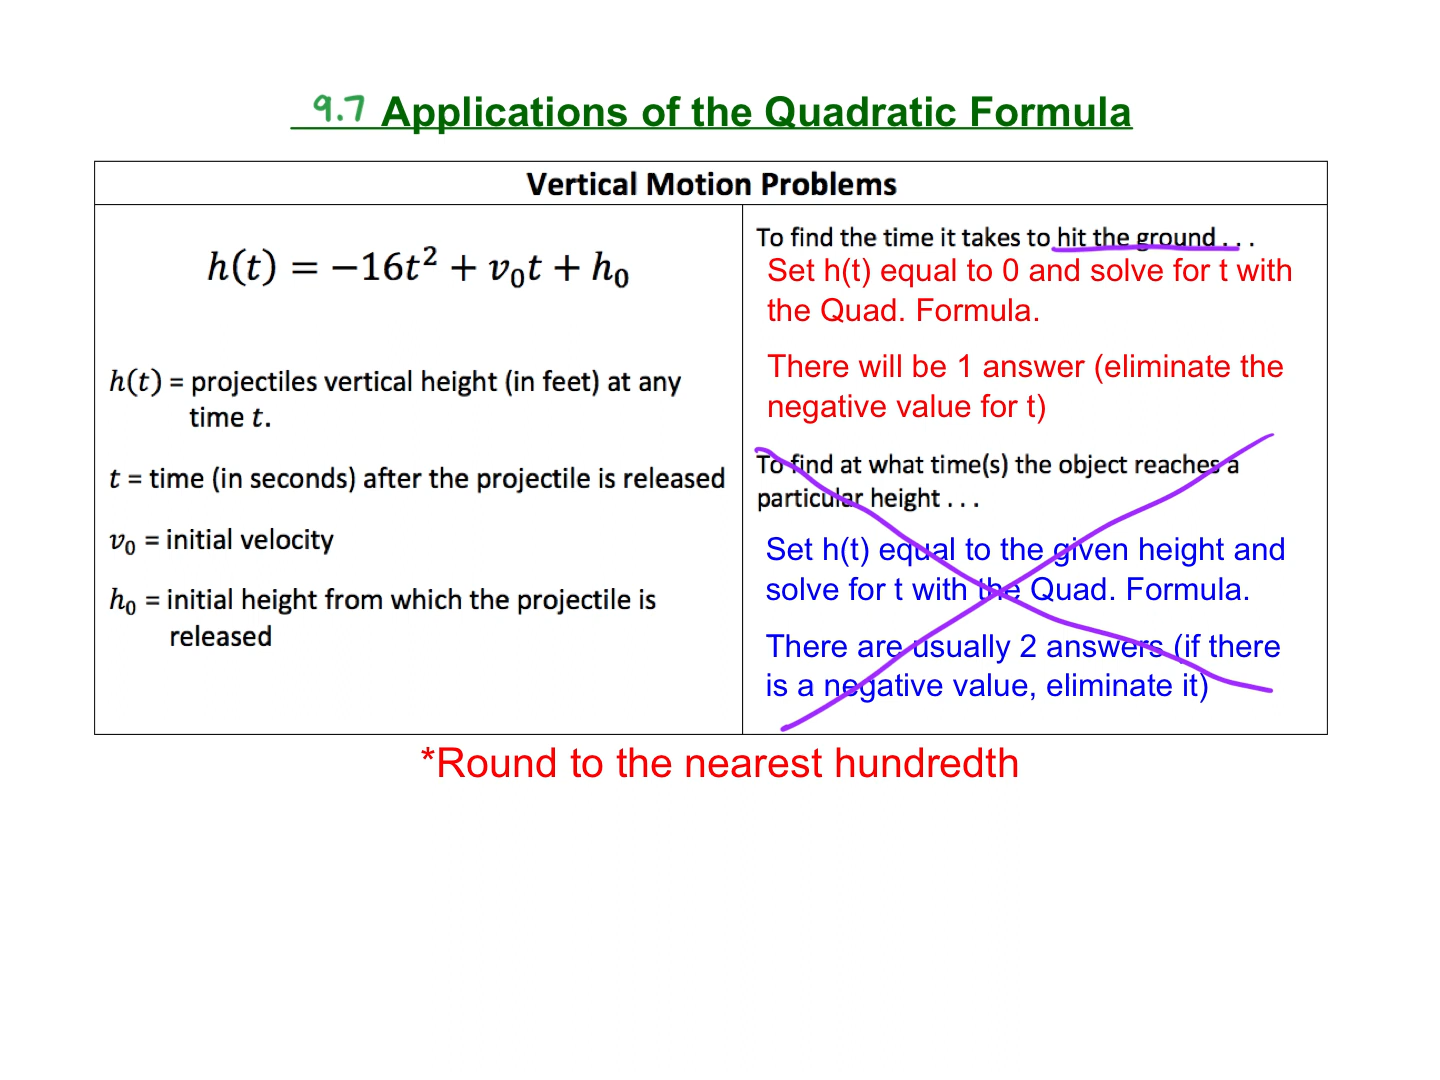 9.7 Applications of the Quadratic Formula
Vertical Motion Problems
h(t) = −16t² + v₀t + h₀
h(t) = projectiles vertical height (in feet) at any
time t.
t = time (in seconds) after the projectile is released
v₀ = initial velocity
h₀ = initial height from which the projectile is
released
To find the time it takes to hit the ground . . .
Set h(t) equal to 0 and solve for t with
the Quad. Formula.
There will be 1 answer (eliminate the
negative value for t)
To find at what time(s) the object reaches a
particular height . . .
Set h(t) equal to the given height and
solve for t with the Quad. Formula.
There are usually 2 answers (if there
is a negative value, eliminate it)
*Round to the nearest hundredth